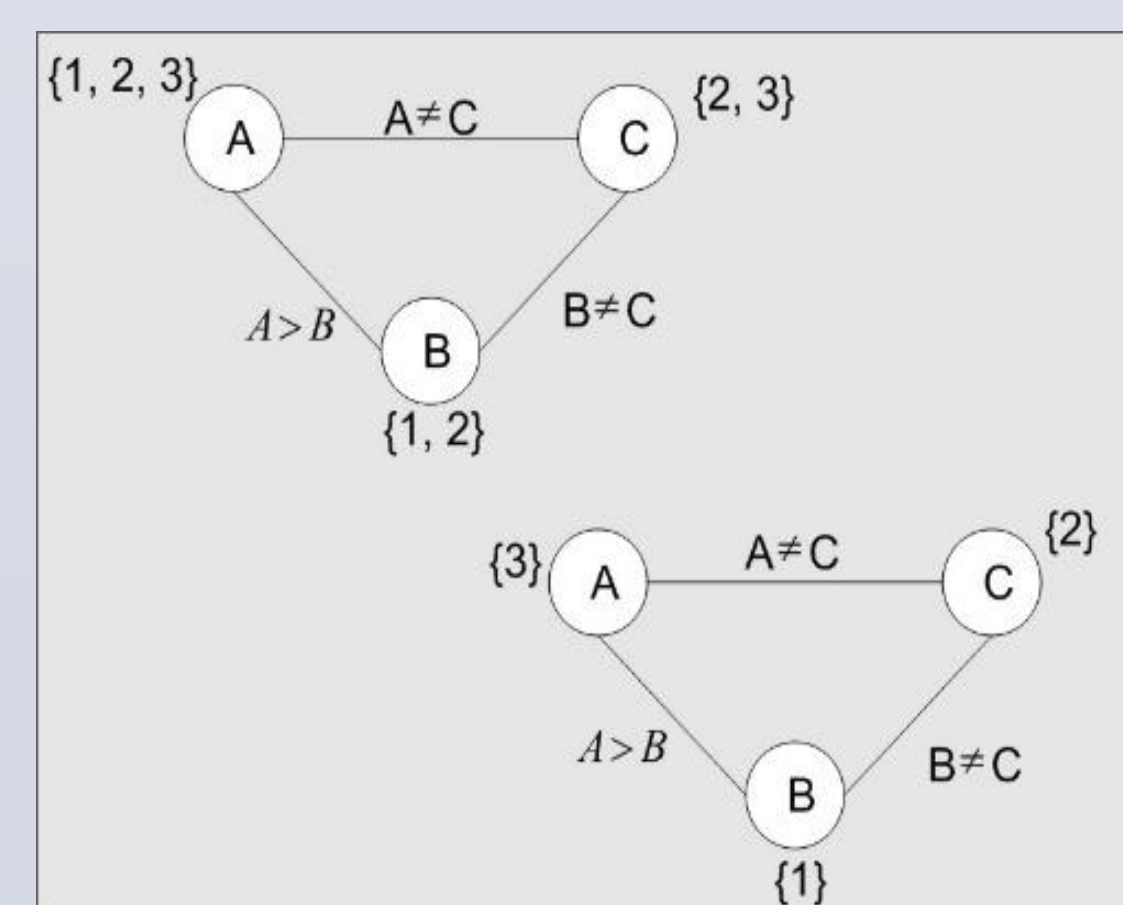 {1, 2, 3}
A
A≠C
C
{2, 3}
A>B
B≠C
B
{1, 2}
{3}
A
A≠C
C
{2}
A>B
B≠C
B
{1}